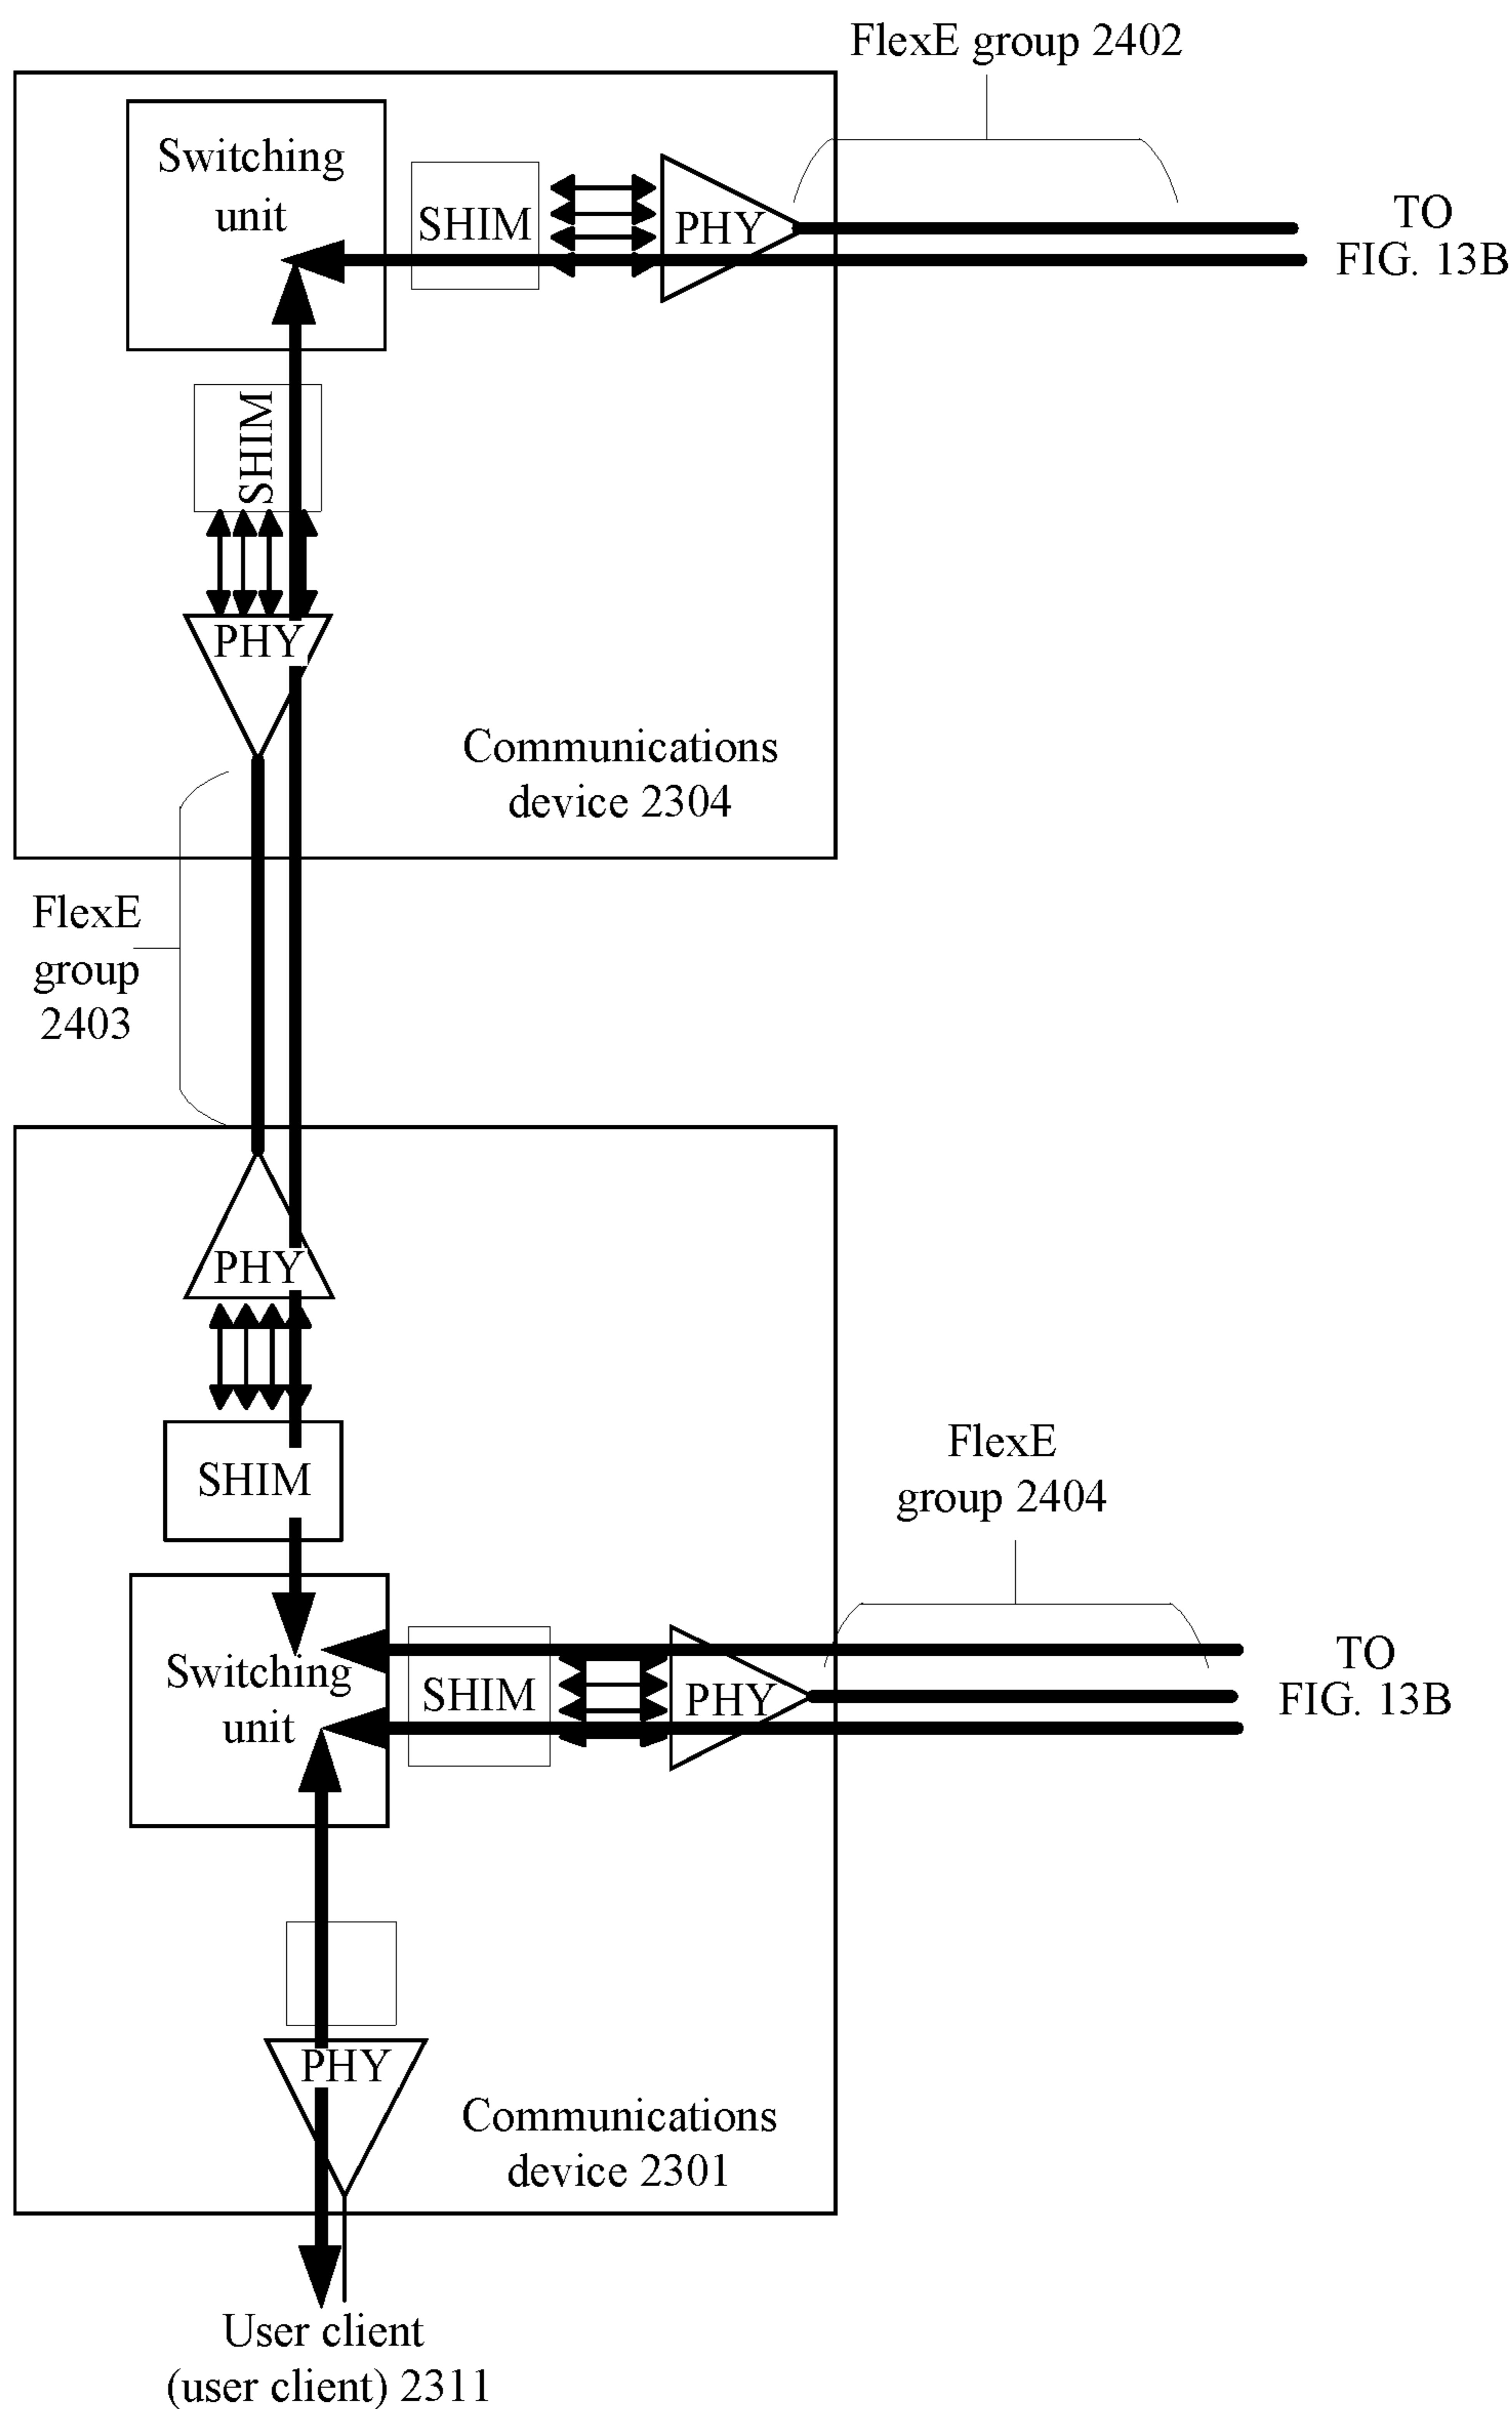 FlexE group 2402
Switching
unit
SHIM
PHY
TO
FIG. 13B
SHIM
PHY
Communications
device 2304
FlexE
group
2403
PHY
SHIM
FlexE
group 2404
Switching
unit
SHIM
PHY
TO
FIG. 13B
PHY
Communications
device 2301
User client
(user client) 2311